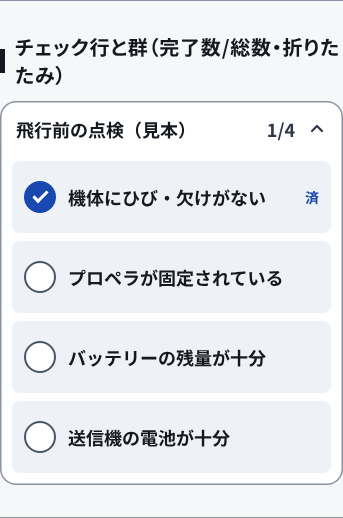 チェック行と群（完了数/総数・折りた
たみ）
飛行前の点検（見本） 1/4
機体にひび・欠けがない 済
プロペラが固定されている
バッテリーの残量が十分
送信機の電池が十分